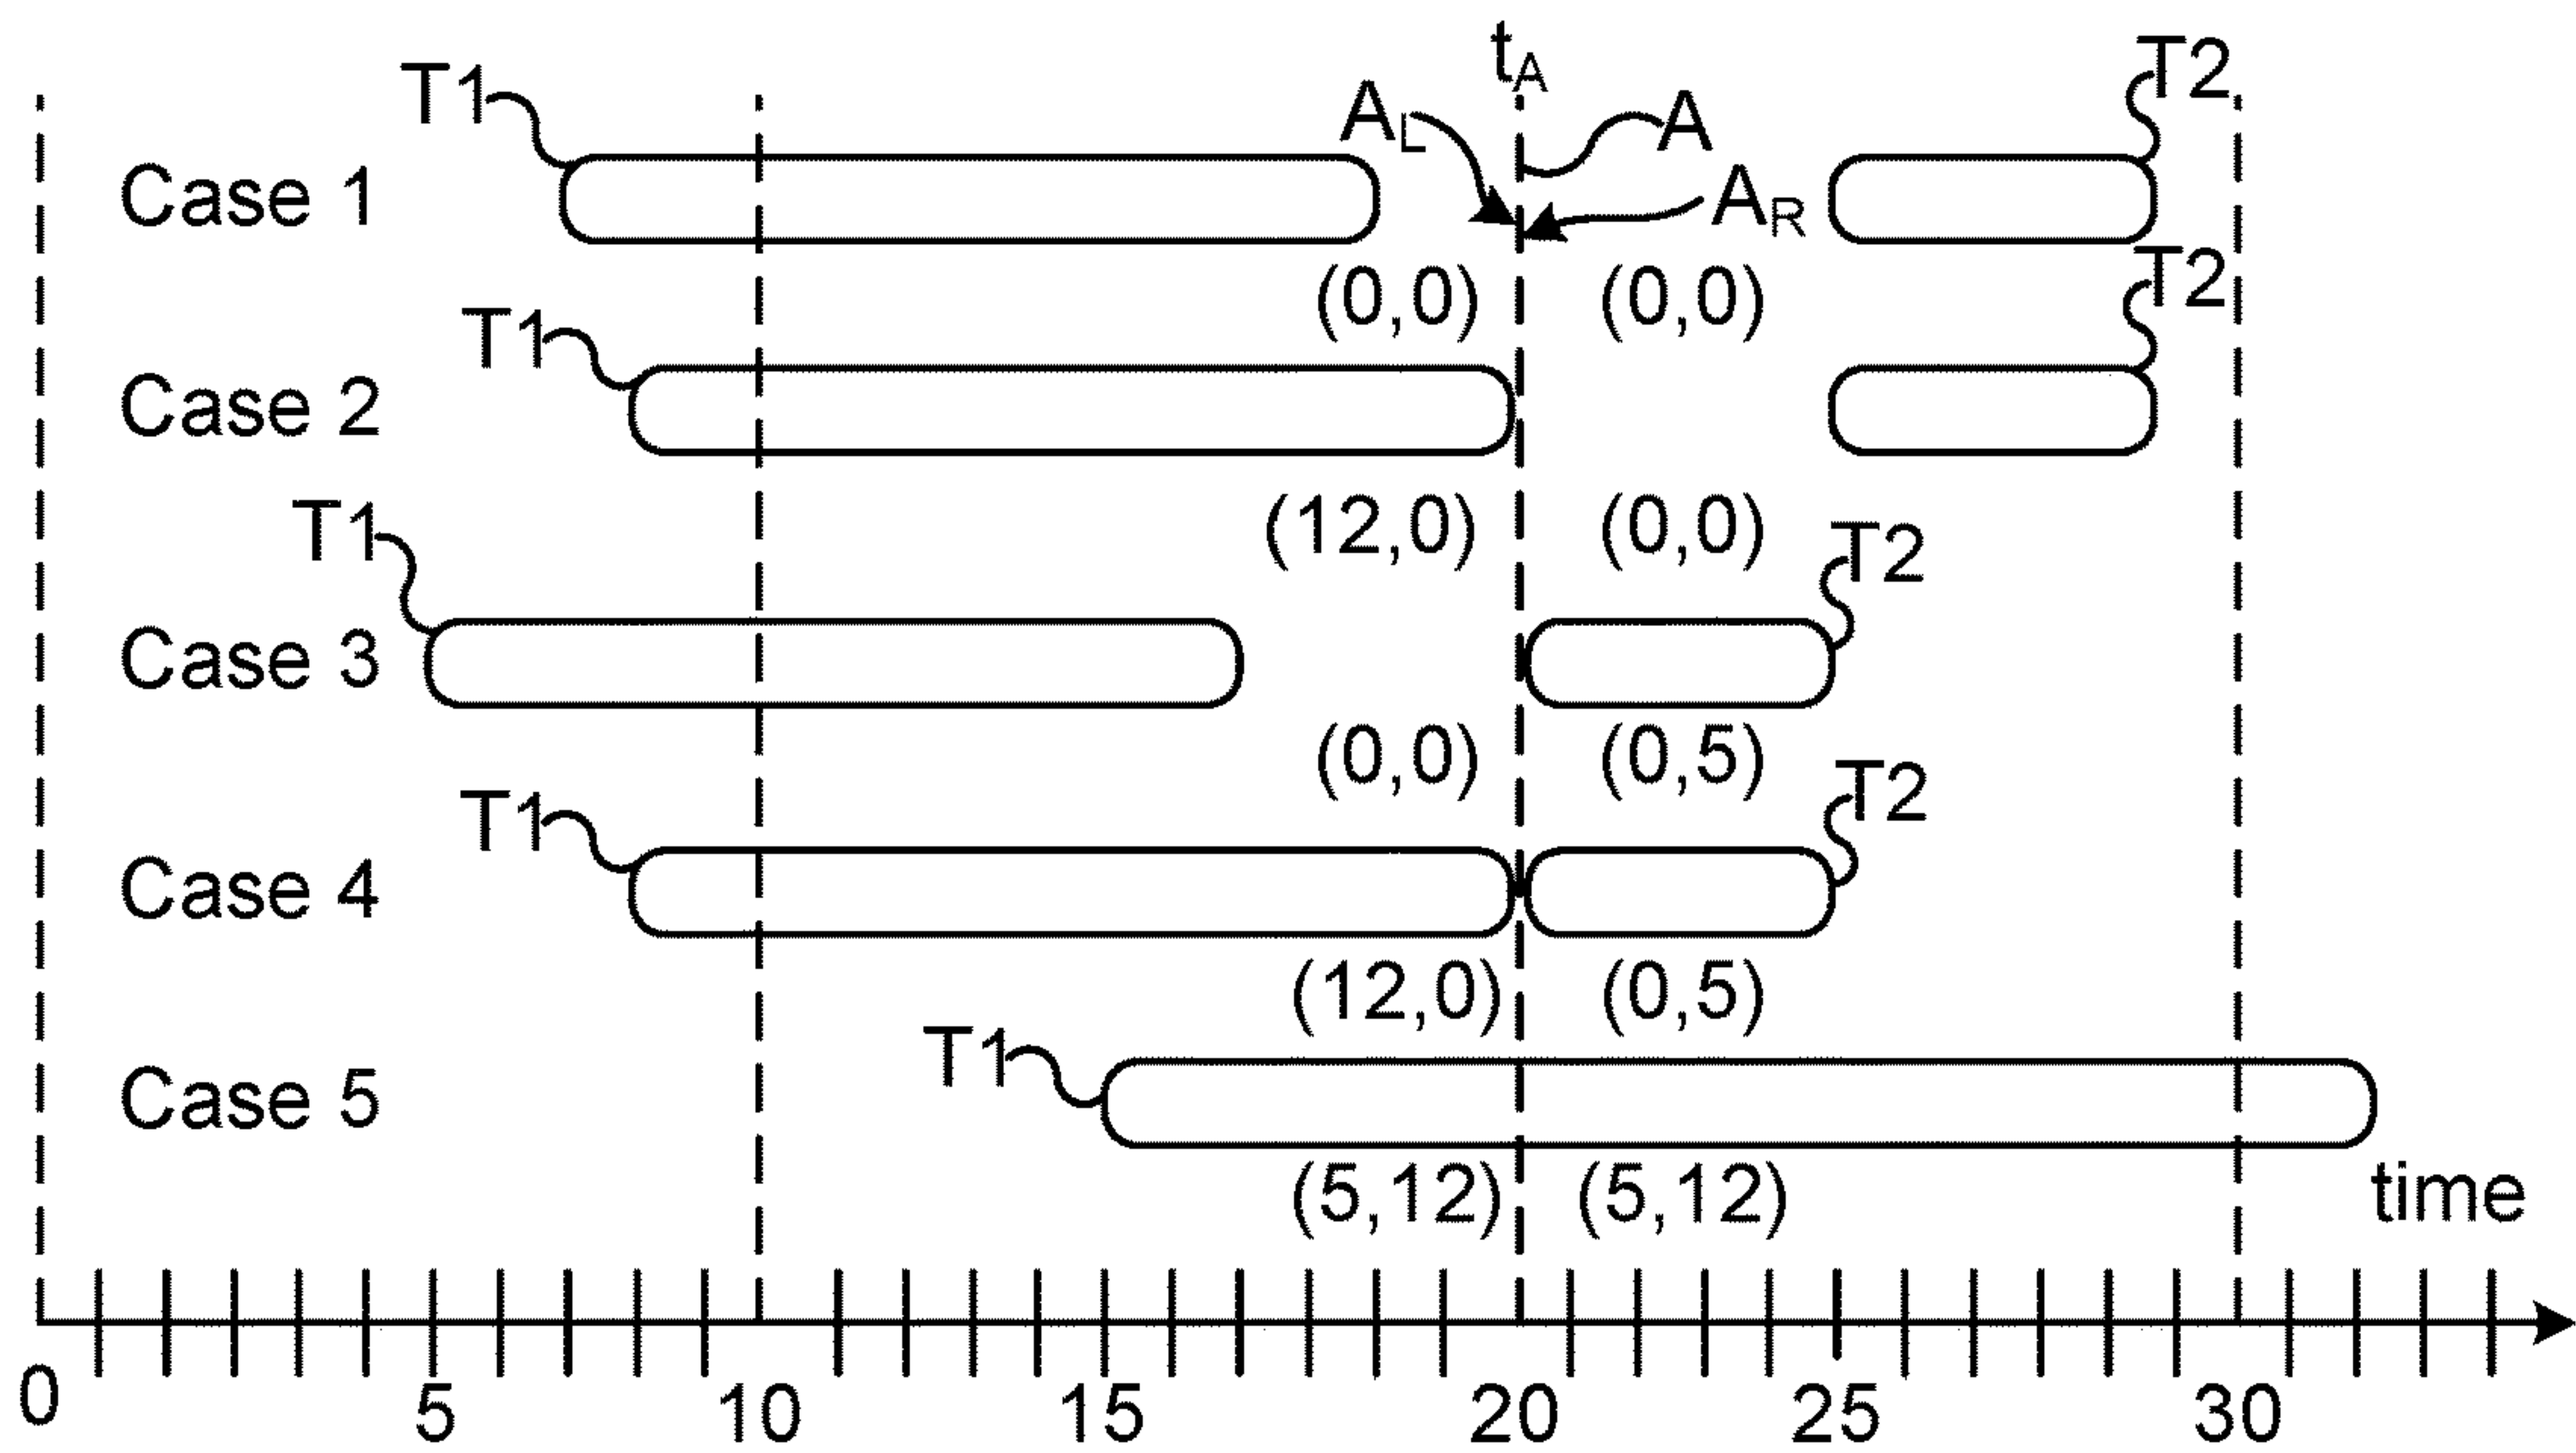 T1 A_L t_A A T2
Case 1 A_R
(0,0) (0,0)
T1 T2
Case 2
(12,0) (0,0)
T1 T2
Case 3
(0,0) (0,5)
T1 T2
Case 4
(12,0) (0,5)
T1
Case 5
(5,12) (5,12) time
0 5 10 15 20 25 30